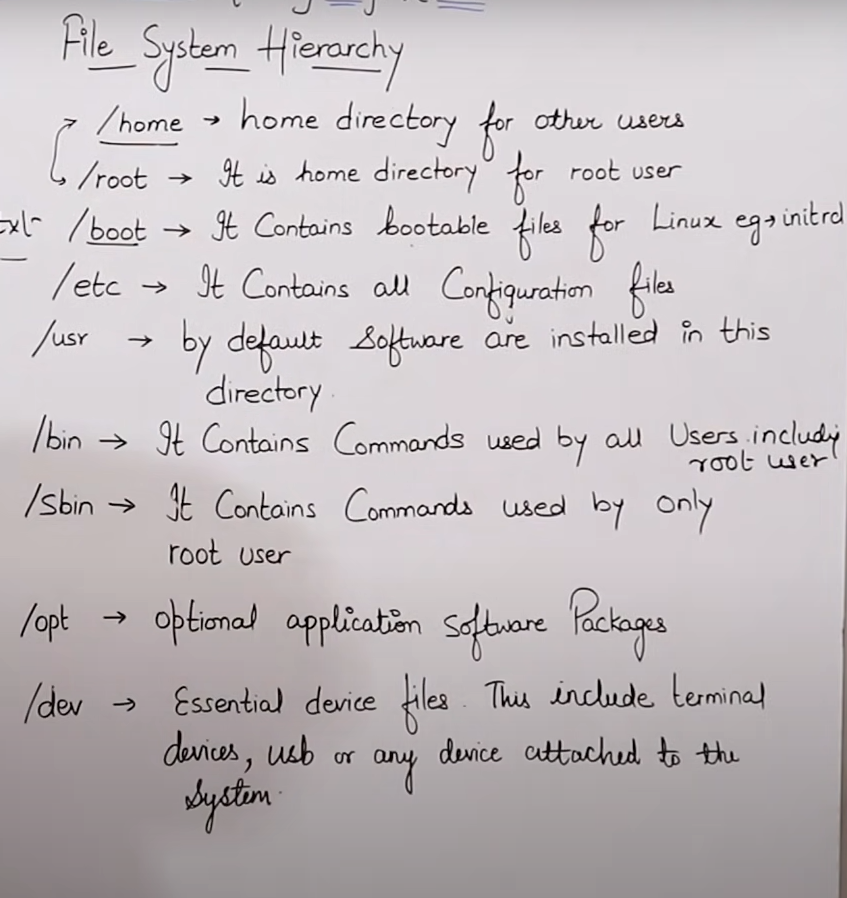 File System Hierarchy
/home → home directory for other users
/root → It is home directory for root user
/boot → It Contains bootable files for Linux eg→ initrd
/etc → It Contains all Configuration files
/usr → by default Software are installed in this
directory.
/bin → It Contains Commands used by all Users including
root user
/Sbin → It Contains Commands used by only
root user
/opt → optional application Software Packages
/dev → Essential device files. This include terminal
devices, usb or any device attached to the
System.